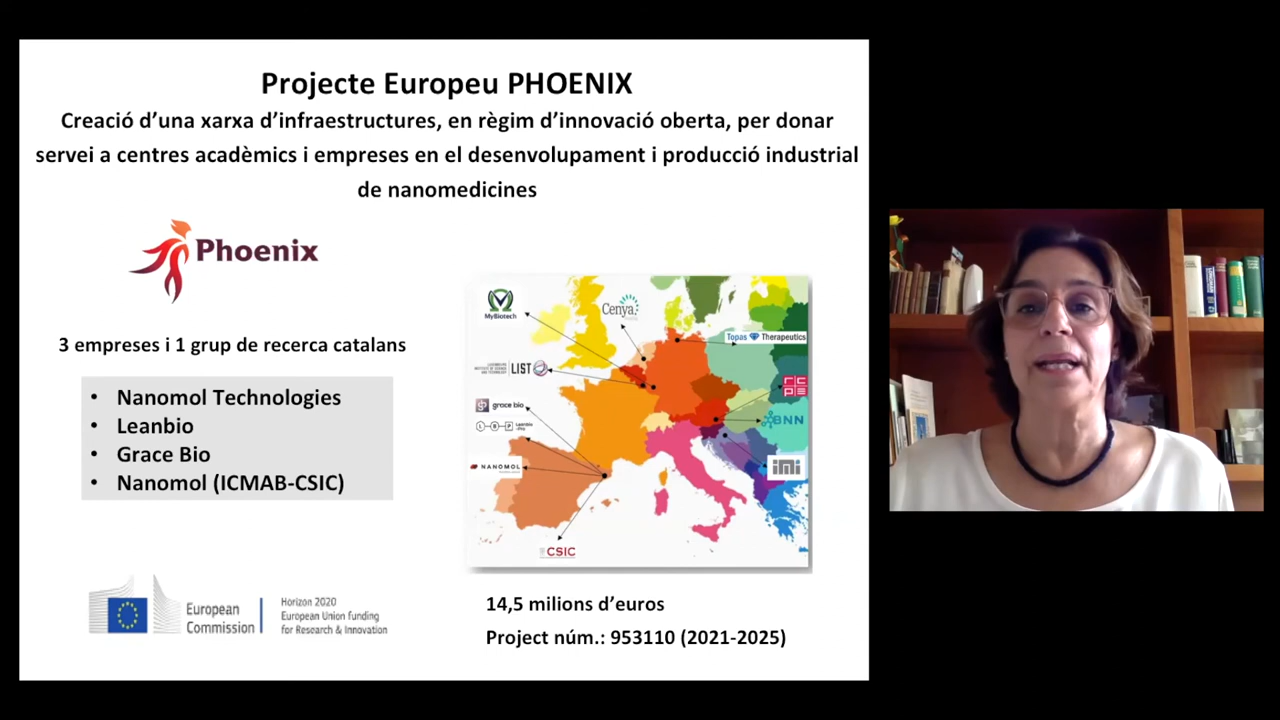 Projecte Europeu PHOENIX
Creació d’una xarxa d’infraestructures, en règim d’innovació oberta, per donar
servei a centres acadèmics i empreses en el desenvolupament i producció industrial
de nanomedicines
Phoenix
3 empreses i 1 grup de recerca catalans
• Nanomol Technologies
• Leanbio
• Grace Bio
• Nanomol (ICMAB-CSIC)
MyBiotech
Cenya
Topas Therapeutics
LIST
grace bio
L B P Leanbio
RCPE
BNN
NANOMOL
imi
CSIC
European
Commission
Horizon 2020
European Union funding
for Research & Innovation
14,5 milions d’euros
Project núm.: 953110 (2021-2025)